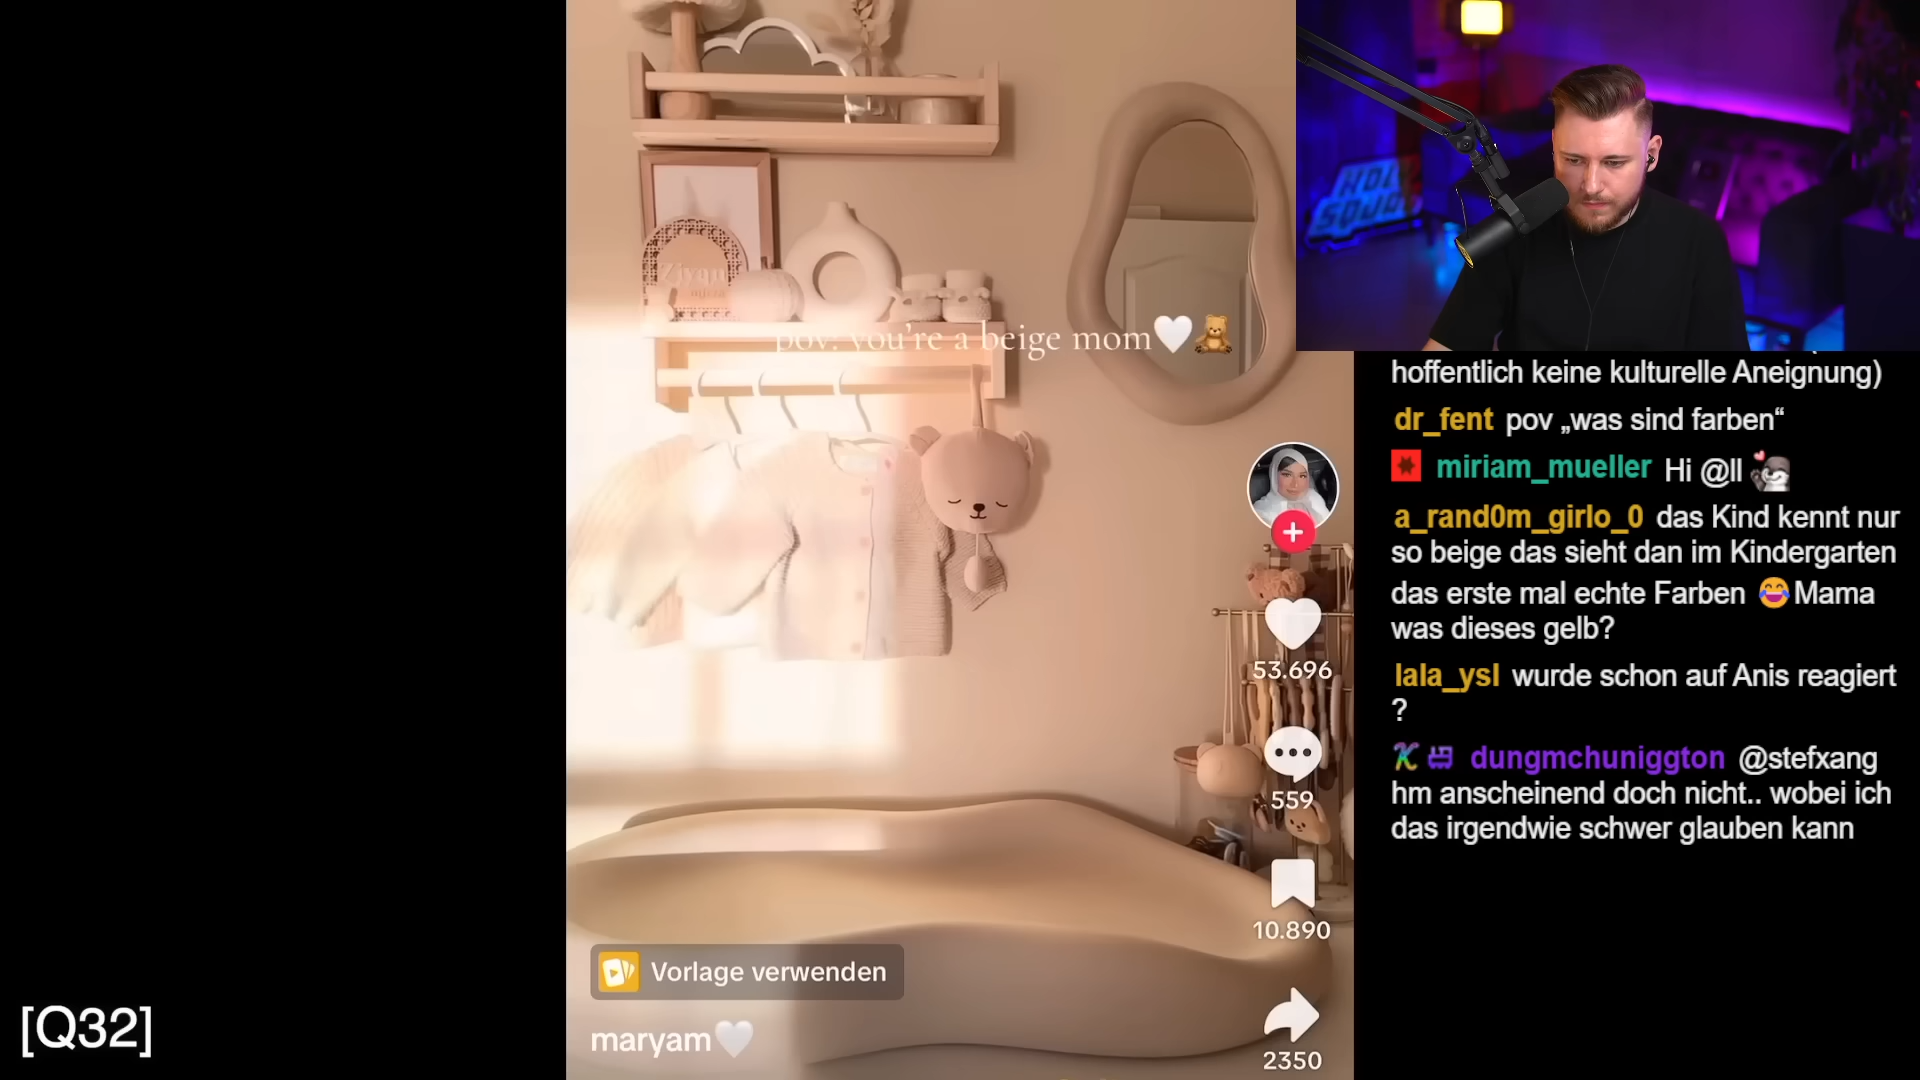 Ziyan
pov: you're a beige mom🤍🧸
HOLY
SQUAD
hoffentlich keine kulturelle Aneignung)
dr_fent pov „was sind farben“
miriam_mueller Hi @ll
a_rand0m_girlo_0 das Kind kennt nur
so beige das sieht dan im Kindergarten
das erste mal echte Farben 😂 Mama
was dieses gelb?
lala_ysl wurde schon auf Anis reagiert
?
dungmchuniggton @stefxang
hm anscheinend doch nicht.. wobei ich
das irgendwie schwer glauben kann
53.696
559
10.890
2350
Vorlage verwenden
maryam🤍
[Q32]